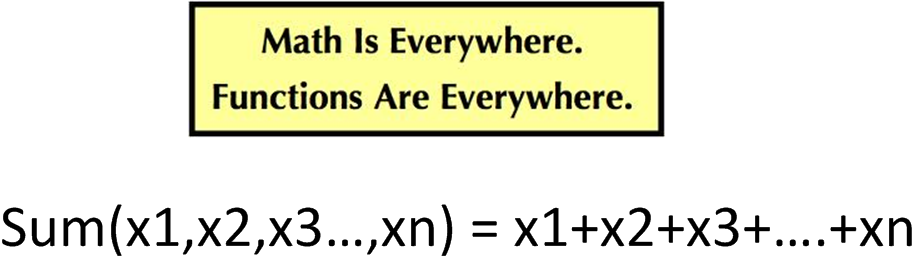 Math Is Everywhere.
Functions Are Everywhere.
Sum(x1,x2,x3...,xn) = x1+x2+x3+....+xn